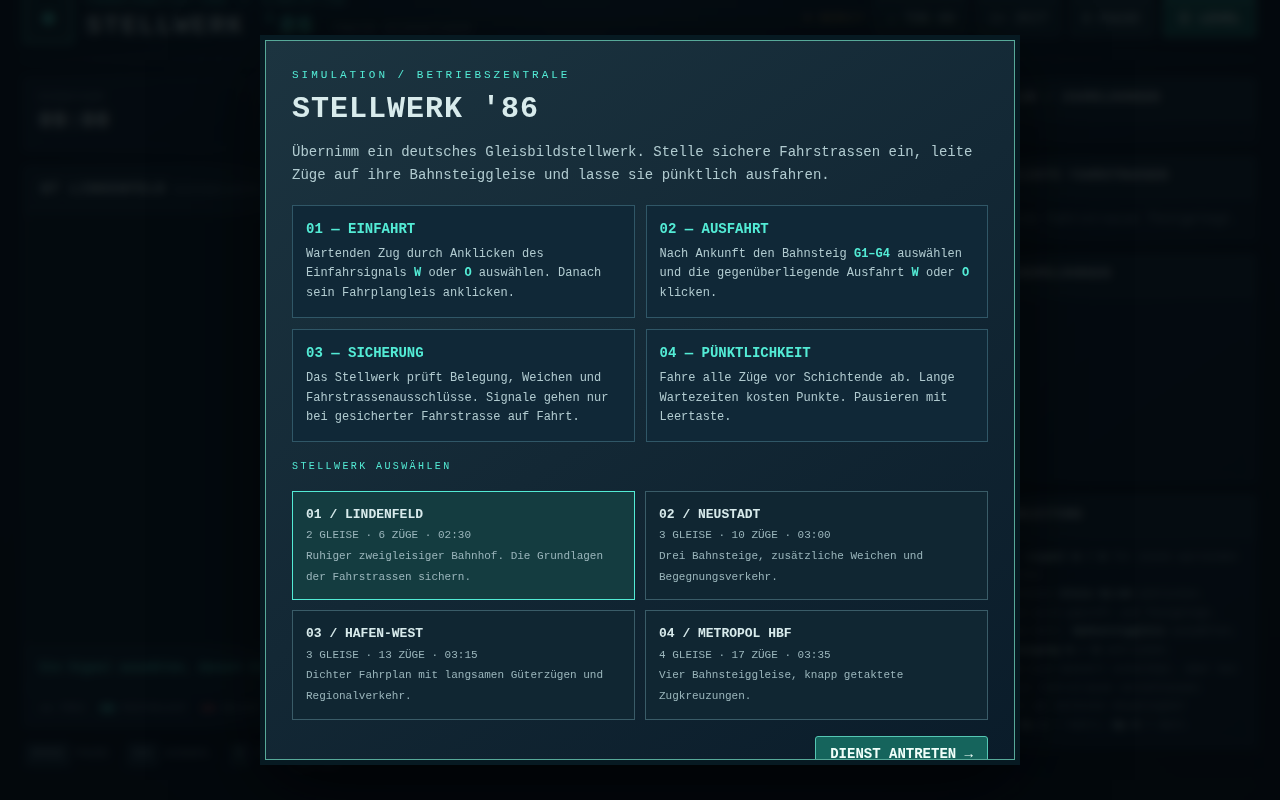 SIMULATION / BETRIEBSZENTRALE
STELLWERK '86
Übernimm ein deutsches Gleisbildstellwerk. Stelle sichere Fahrstrassen ein, leite
Züge auf ihre Bahnsteiggleise und lasse sie pünktlich ausfahren.
01 — EINFAHRT
Wartenden Zug durch Anklicken des
Einfahrsignals W oder O auswählen. Danach
sein Fahrplangleis anklicken.
02 — AUSFAHRT
Nach Ankunft den Bahnsteig G1–G4 auswählen
und die gegenüberliegende Ausfahrt W oder O
klicken.
03 — SICHERUNG
Das Stellwerk prüft Belegung, Weichen und
Fahrstrassenausschlüsse. Signale gehen nur
bei gesicherter Fahrstrasse auf Fahrt.
04 — PÜNKTLICHKEIT
Fahre alle Züge vor Schichtende ab. Lange
Wartezeiten kosten Punkte. Pausieren mit
Leertaste.
STELLWERK AUSWÄHLEN
01 / LINDENFELD
2 GLEISE · 6 ZÜGE · 02:30
Ruhiger zweigleisiger Bahnhof. Die Grundlagen
der Fahrstrassen sichern.
02 / NEUSTADT
3 GLEISE · 10 ZÜGE · 03:00
Drei Bahnsteige, zusätzliche Weichen und
Begegnungsverkehr.
03 / HAFEN-WEST
3 GLEISE · 13 ZÜGE · 03:15
Dichter Fahrplan mit langsamen Güterzügen und
Regionalverkehr.
04 / METROPOL HBF
4 GLEISE · 17 ZÜGE · 03:35
Vier Bahnsteiggleise, knapp getaktete
Zugkreuzungen.
DIENST ANTRETEN →